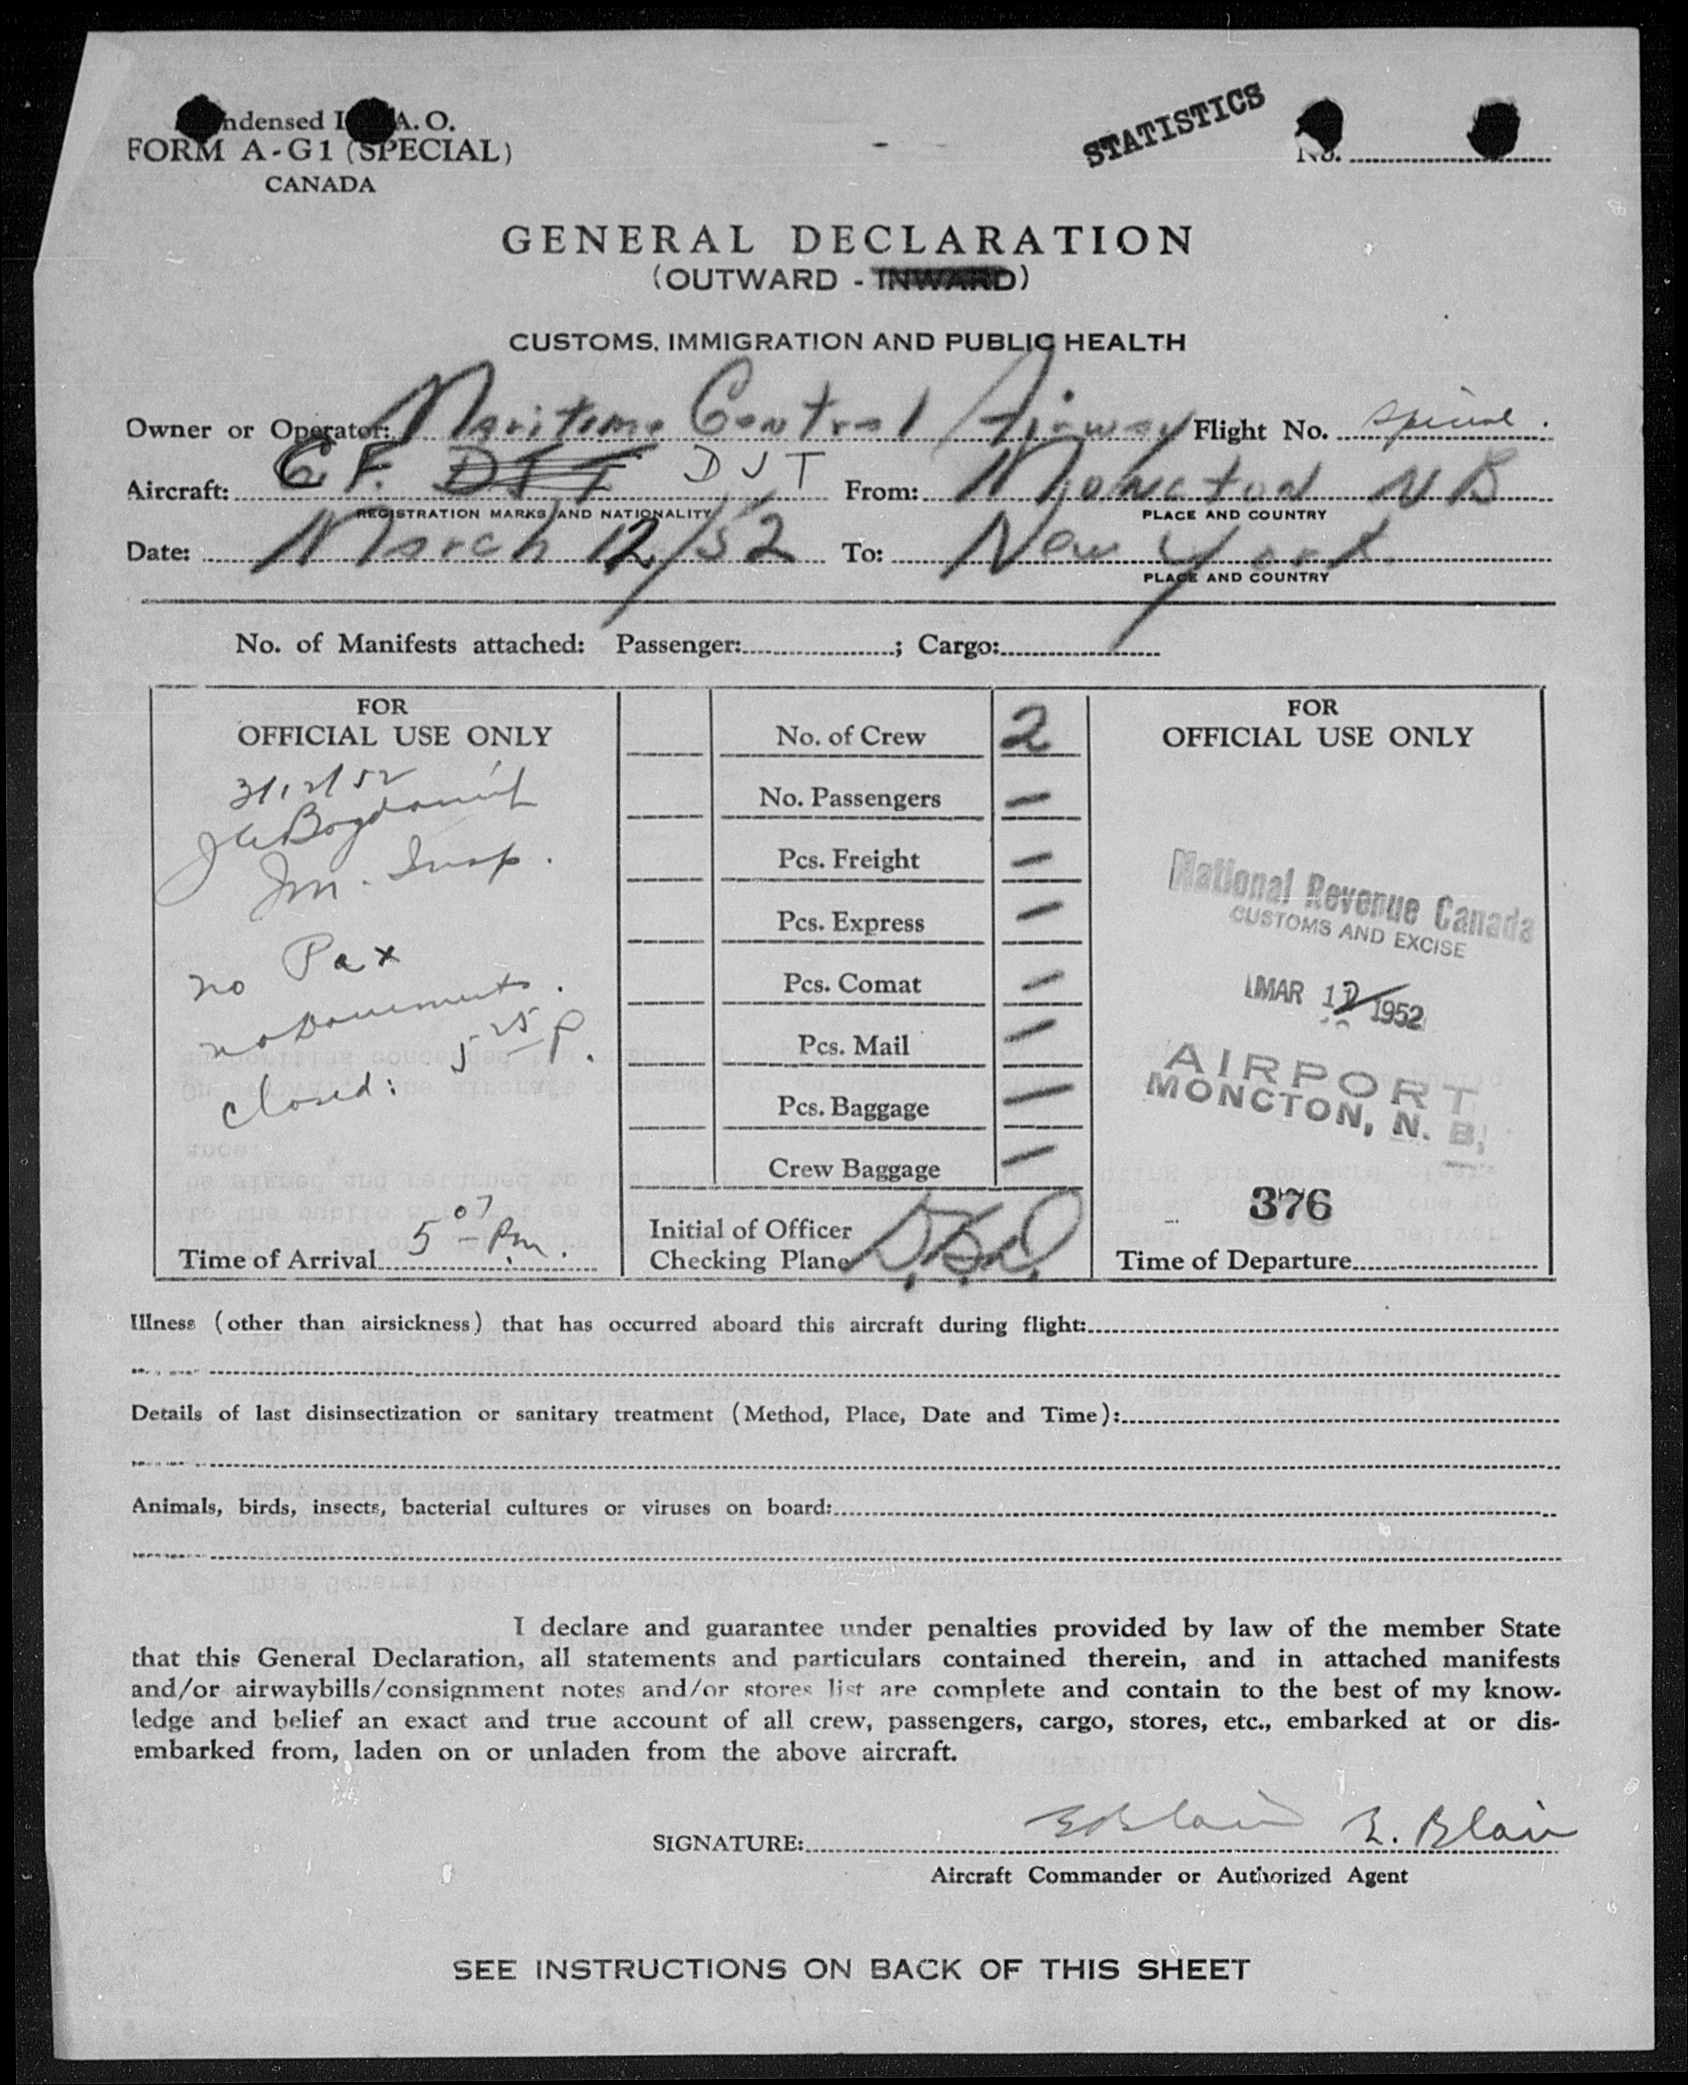 ndensed I A. O.
FORM A-G1 (SPECIAL)
CANADA
STATISTICS
No.
GENERAL DECLARATION
(OUTWARD - INWARD)
CUSTOMS, IMMIGRATION AND PUBLIC HEALTH
Owner or Operator: Maritime Central Airway Flight No. special.
Aircraft: C F. DJT DJT From: Moncton NB
REGISTRATION MARKS AND NATIONALITY PLACE AND COUNTRY
Date: March 12/52 To: New York
PLACE AND COUNTRY
No. of Manifests attached: Passenger: ; Cargo:
FOR
OFFICIAL USE ONLY
Im. Insp.
no Pax
no Documents.
closed: 5 25 P.
Time of Arrival 5 07 Pm.
No. of Crew 2
No. Passengers —
Pcs. Freight —
Pcs. Express —
Pcs. Comat —
Pcs. Mail —
Pcs. Baggage —
Crew Baggage —
Initial of Officer
Checking Plane
FOR
OFFICIAL USE ONLY
National Revenue Canada
CUSTOMS AND EXCISE
MAR 12 1952
AIRPORT
MONCTON, N. B.
376
Time of Departure
Illness (other than airsickness) that has occurred aboard this aircraft during flight:
Details of last disinsectization or sanitary treatment (Method, Place, Date and Time):
Animals, birds, insects, bacterial cultures or viruses on board:
I declare and guarantee under penalties provided by law of the member State
that this General Declaration, all statements and particulars contained therein, and in attached manifests
and/or airwaybills/consignment notes and/or stores list are complete and contain to the best of my know-
ledge and belief an exact and true account of all crew, passengers, cargo, stores, etc., embarked at or dis-
embarked from, laden on or unladen from the above aircraft.
SIGNATURE: E Blair E. Blair
Aircraft Commander or Authorized Agent
SEE INSTRUCTIONS ON BACK OF THIS SHEET